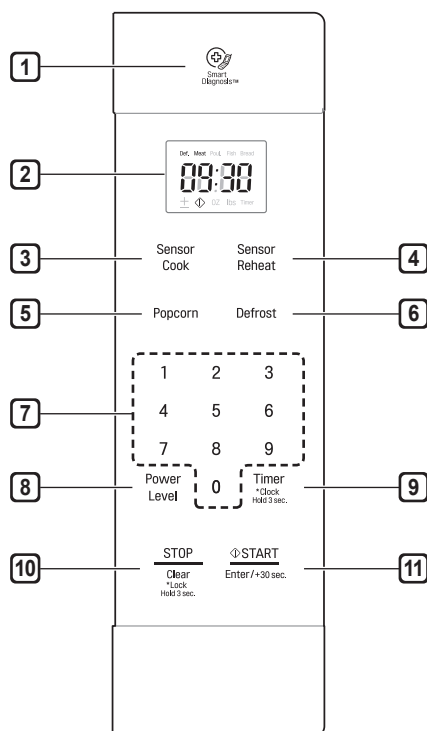 1
Smart
Diagnosis™
Def. Meat Poul. Fish Bread
2
09:30
oz lbs Timer
3
Sensor
Cook
Sensor
Reheat
4
5
Popcorn
Defrost
6
1 2 3
7
4 5 6
7 8 9
8
Power
Level
0
Timer
*Clock
Hold 3 sec.
9
10
STOP
Clear
*Lock
Hold 3 sec.
START
Enter/+30 sec.
11